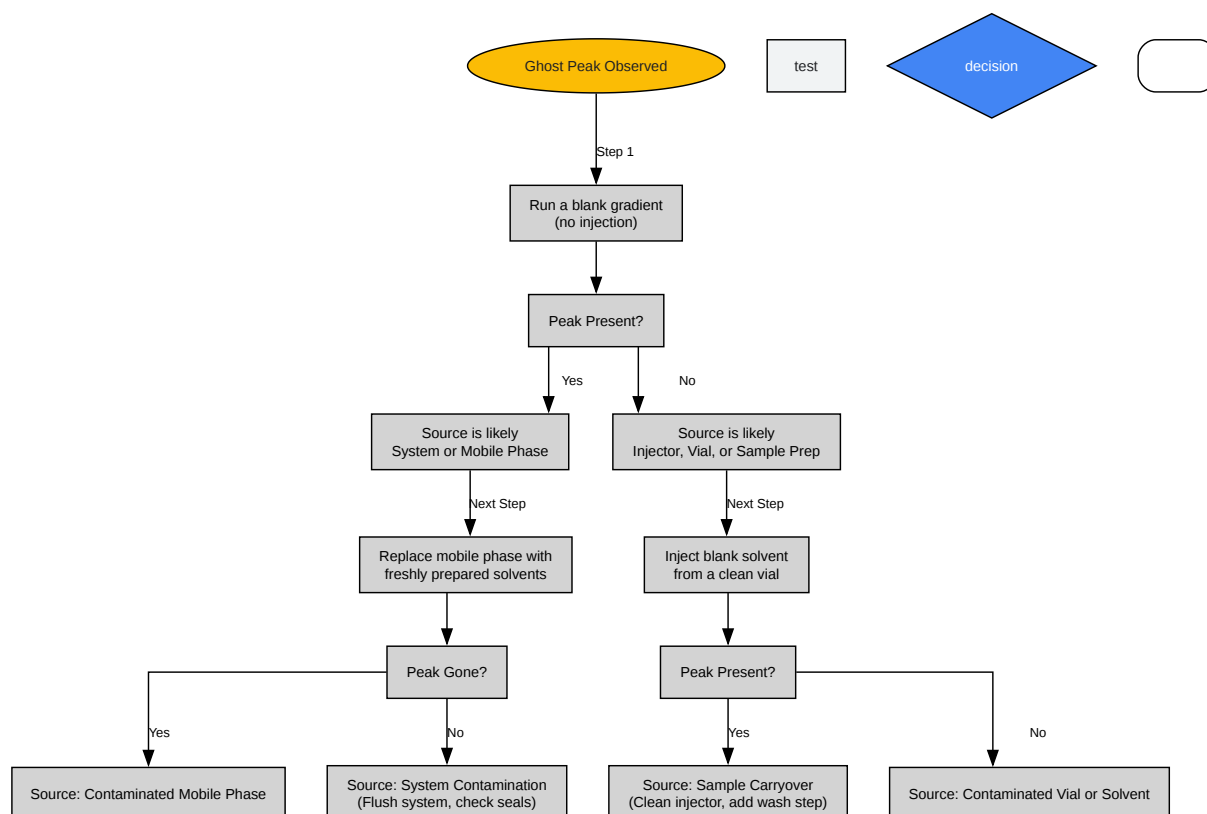 Ghost Peak Observed
test
decision
Step 1
Run a blank gradient
(no injection)
Peak Present?
Yes
No
Source is likely
System or Mobile Phase
Source is likely
Injector, Vial, or Sample Prep
Next Step
Next Step
Replace mobile phase with
freshly prepared solvents
Inject blank solvent
from a clean vial
Peak Gone?
Peak Present?
Yes
No
Yes
No
Source: Contaminated Mobile Phase
Source: System Contamination
(Flush system, check seals)
Source: Sample Carryover
(Clean injector, add wash step)
Source: Contaminated Vial or Solvent